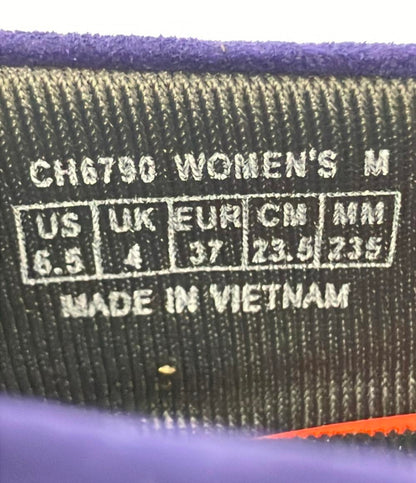 CH6790 WOMEN'S M
US UK EUR CM MM
6.5 4 37 23.5 235
MADE IN VIETNAM